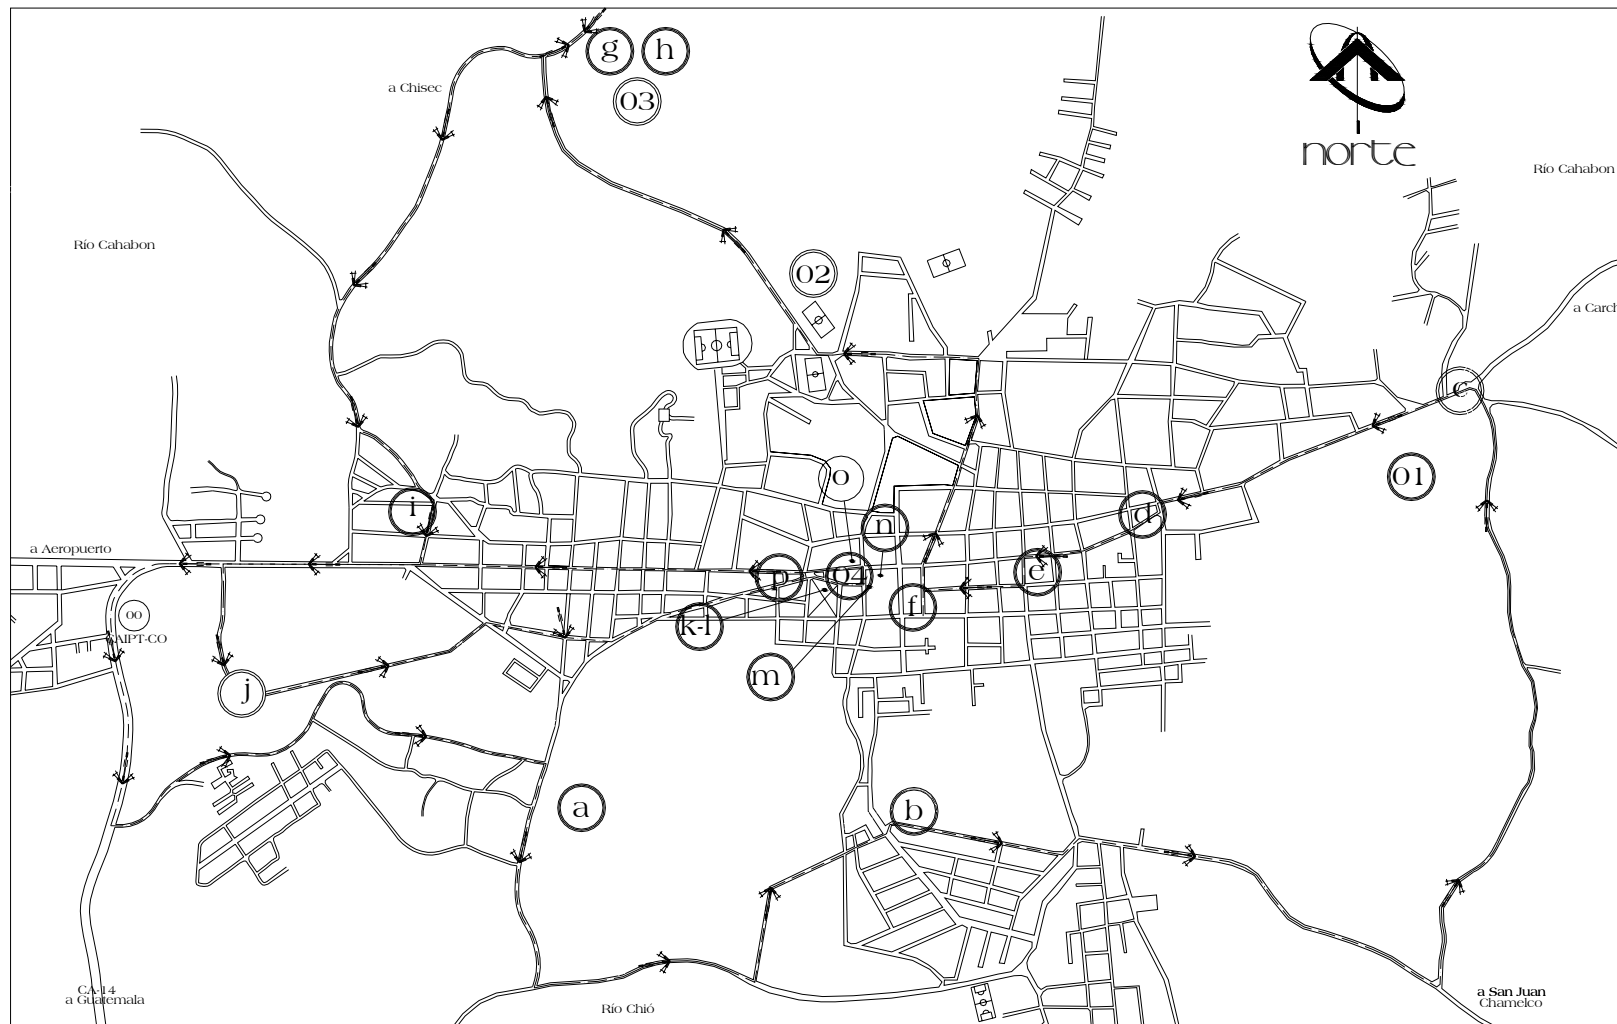 g
h
a Chisec
03
norte
Río Cahabon
Río Cahabon
02
a Carch
c
01
o
i
n
d
a Aeropuerto
p
04
e
f
00
CAIPT-CO
k-l
m
j
a
b
CA-14
a Guatemala
Río Chió
a San Juan
Chamelco